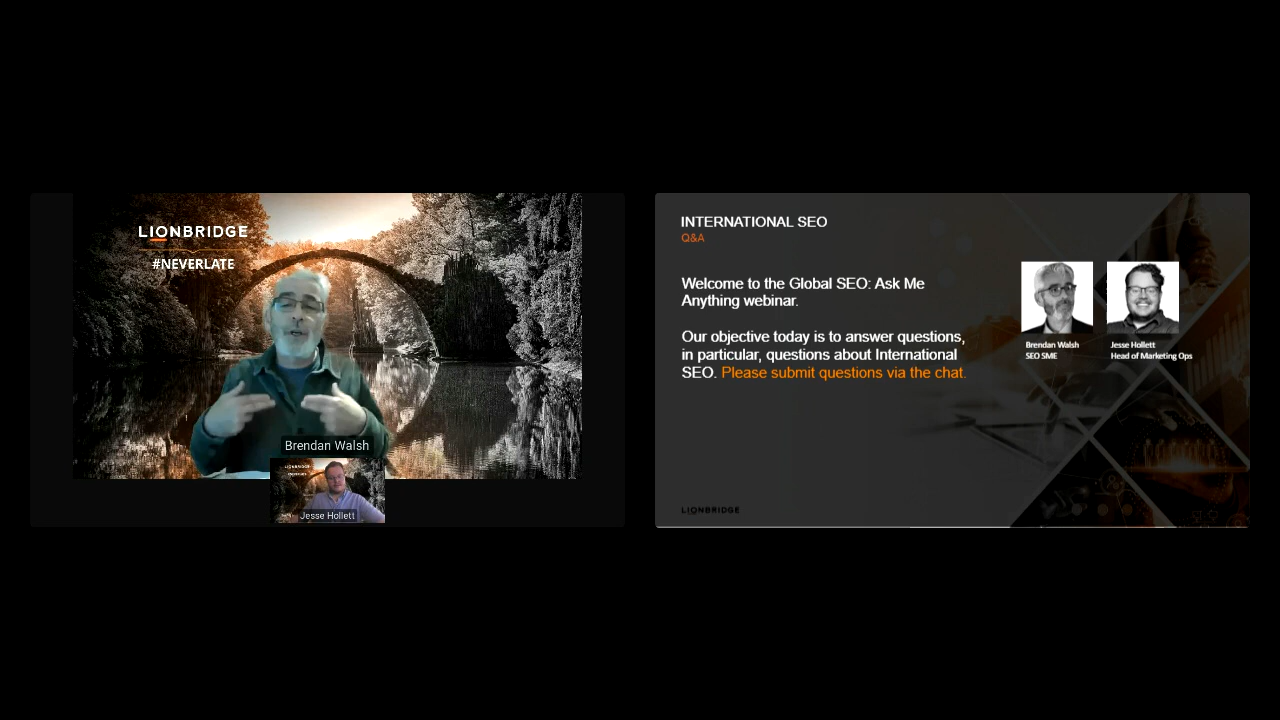 LIONBRIDGE
#NEVERLATE
Brendan Walsh
Jesse Hollett
INTERNATIONAL SEO
Q&A
Welcome to the Global SEO: Ask Me
Anything webinar.
Our objective today is to answer questions,
in particular, questions about International
SEO. Please submit questions via the chat.
Brendan Walsh
SEO SME
Jesse Hollett
Head of Marketing Ops
LIONBRIDGE